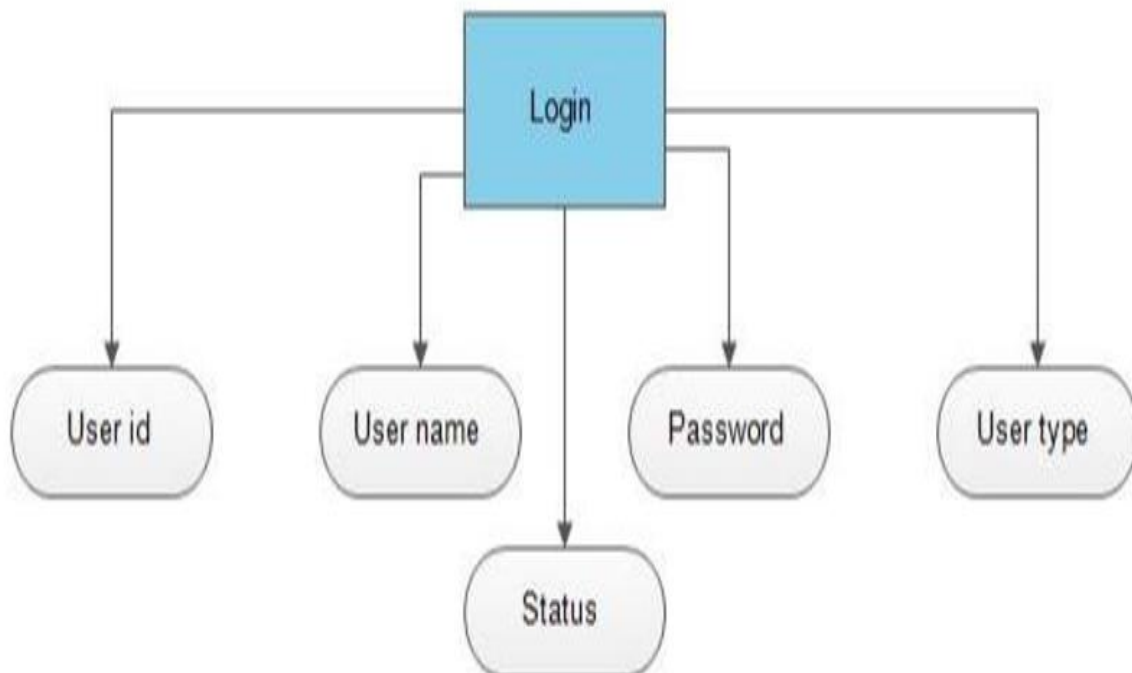 Login
User id
User name
Password
User type
Status